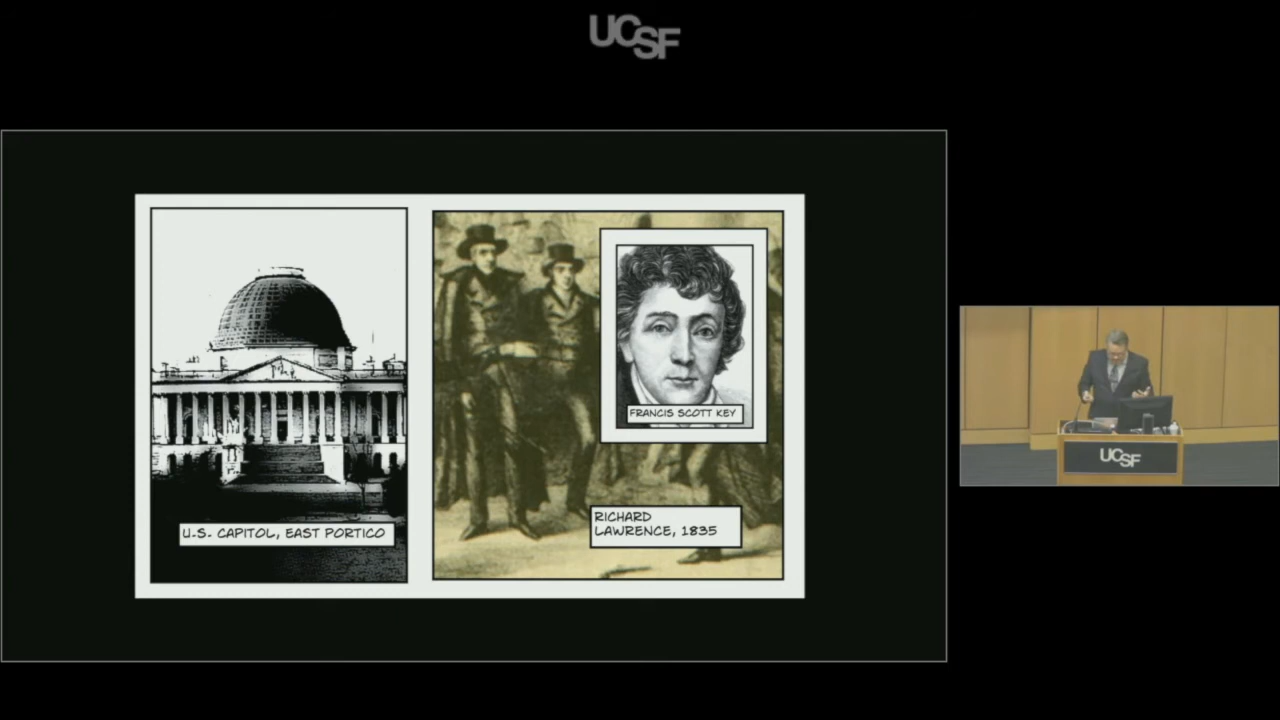 UCSF
U.S. CAPITOL, EAST PORTICO
FRANCIS SCOTT KEY
RICHARD
LAWRENCE, 1835
UCSF